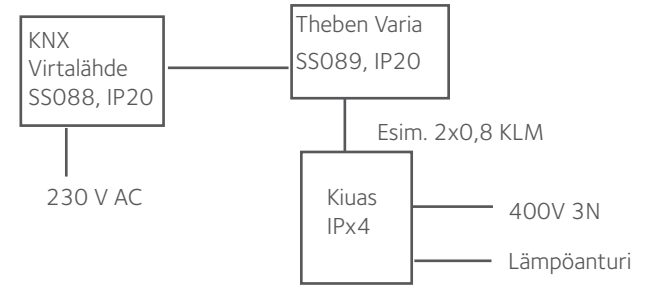 KNX
Virtalähde
SS088, IP20
Theben Varia
SS089, IP20
Esim. 2x0,8 KLM
230 V AC
Kiuas
IPx4
400V 3N
Lämpöanturi